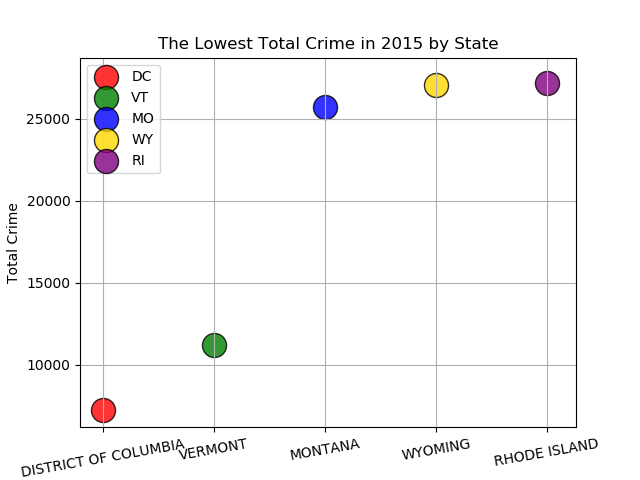 The Lowest Total Crime in 2015 by State
DC
VT
MO
WY
RI
Total Crime
25000
20000
15000
10000
DISTRICT OF COLUMBIA
VERMONT
MONTANA
WYOMING
RHODE ISLAND